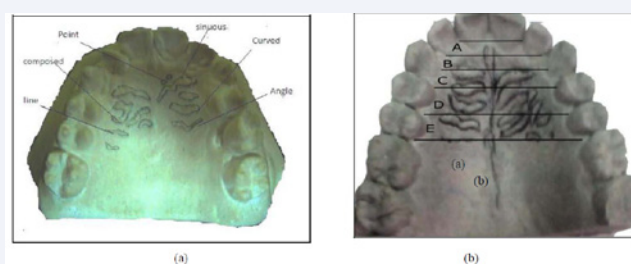 sinuous
Point
Curved
composed
line
Angle
(a)
A
B
C
D
E
(a)
(b)
(b)